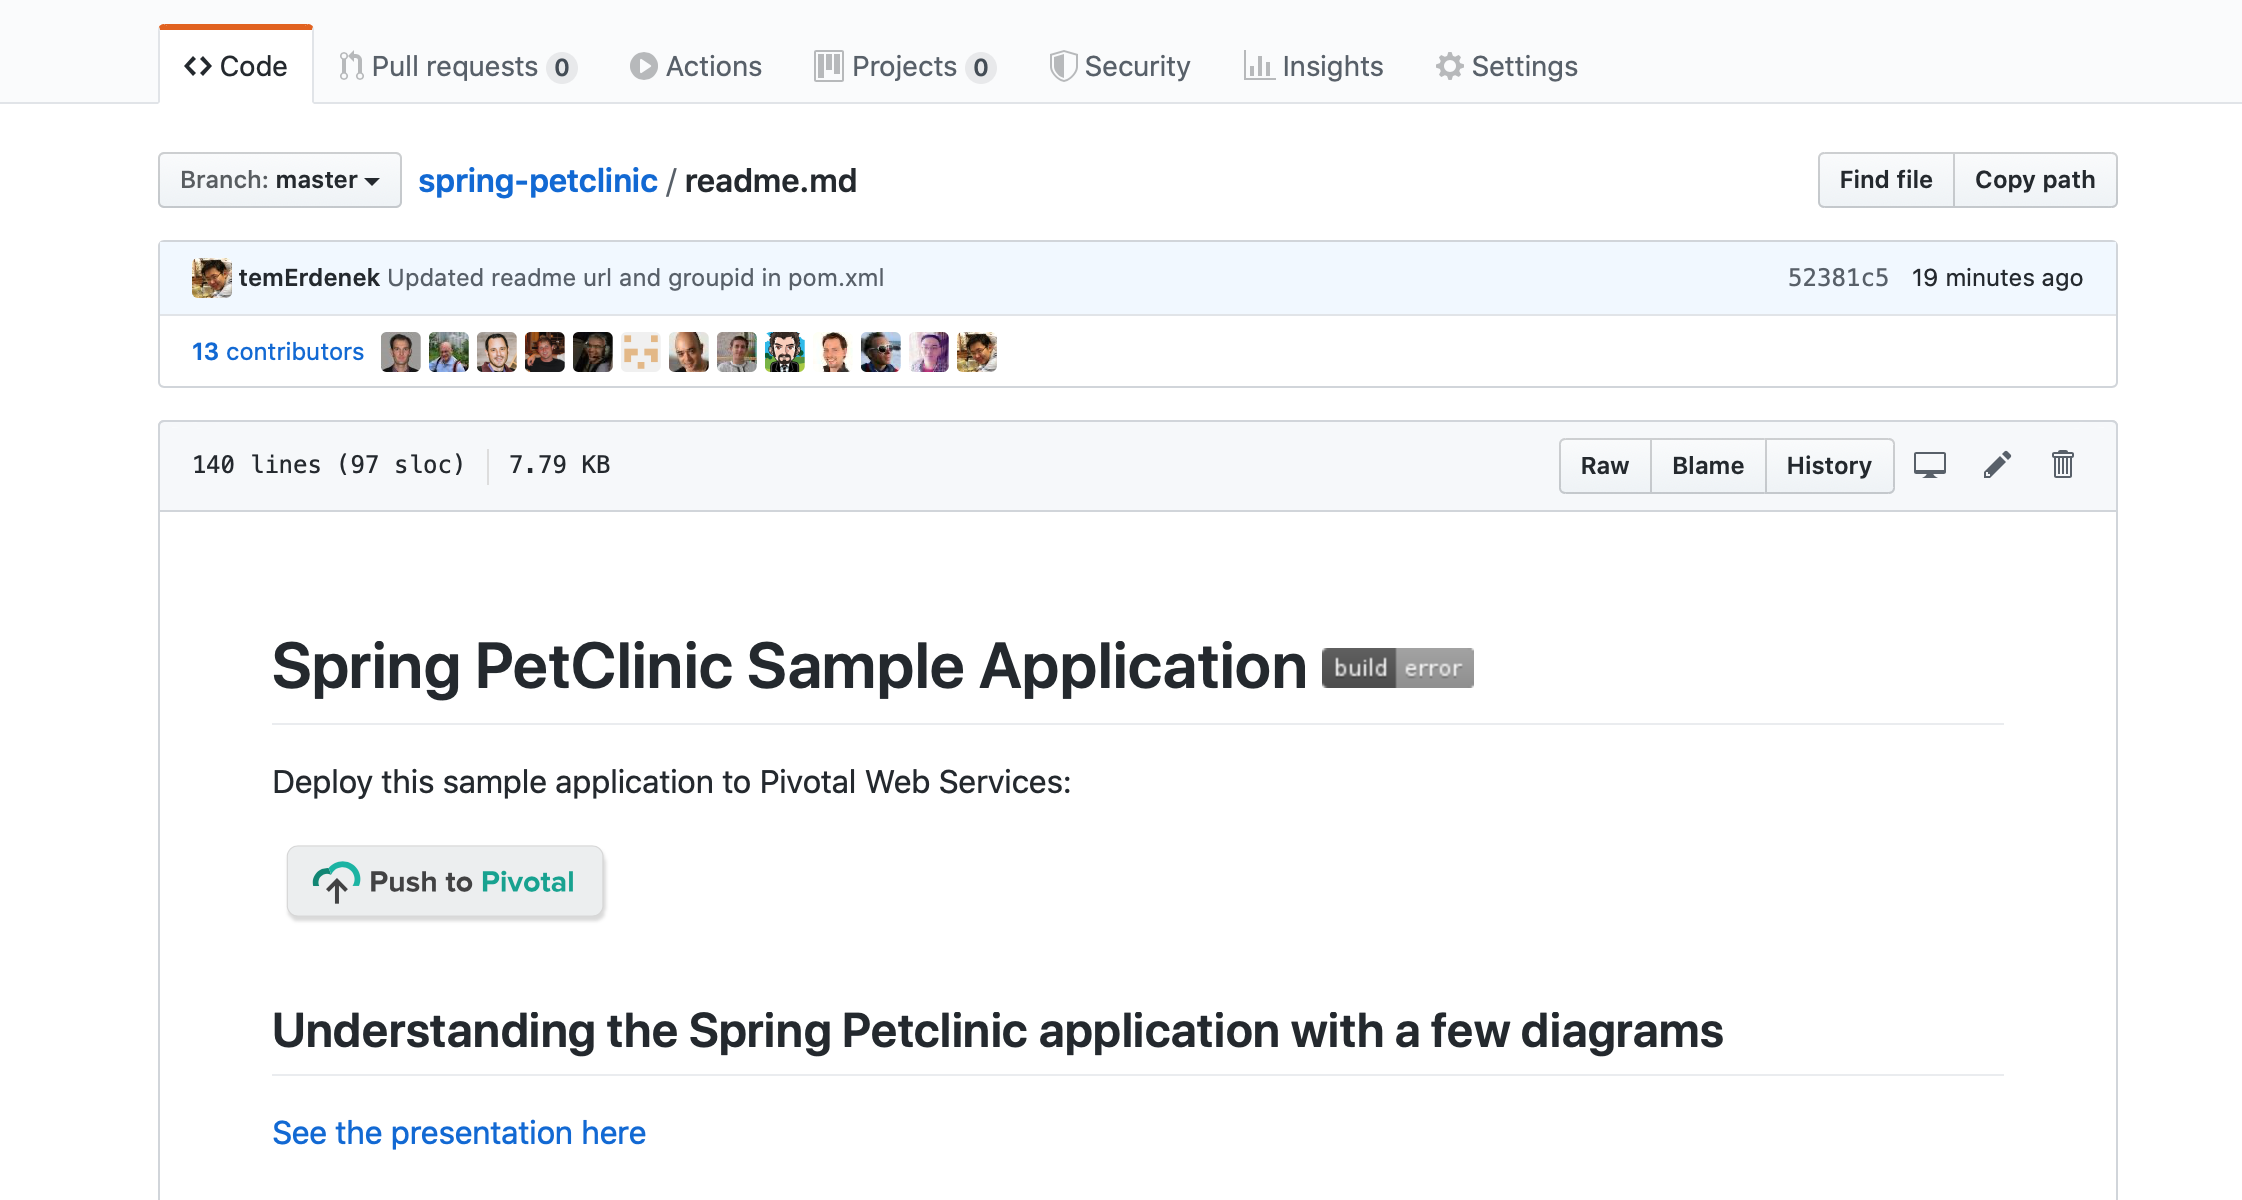 Code Pull requests 0 Actions Projects 0 Security Insights Settings
Branch: master spring-petclinic / readme.md Find file Copy path
temErdenek Updated readme url and groupid in pom.xml 52381c5 19 minutes ago
13 contributors
140 lines (97 sloc) 7.79 KB Raw Blame History
Spring PetClinic Sample Application build error
Deploy this sample application to Pivotal Web Services:
Push to Pivotal
Understanding the Spring Petclinic application with a few diagrams
See the presentation here